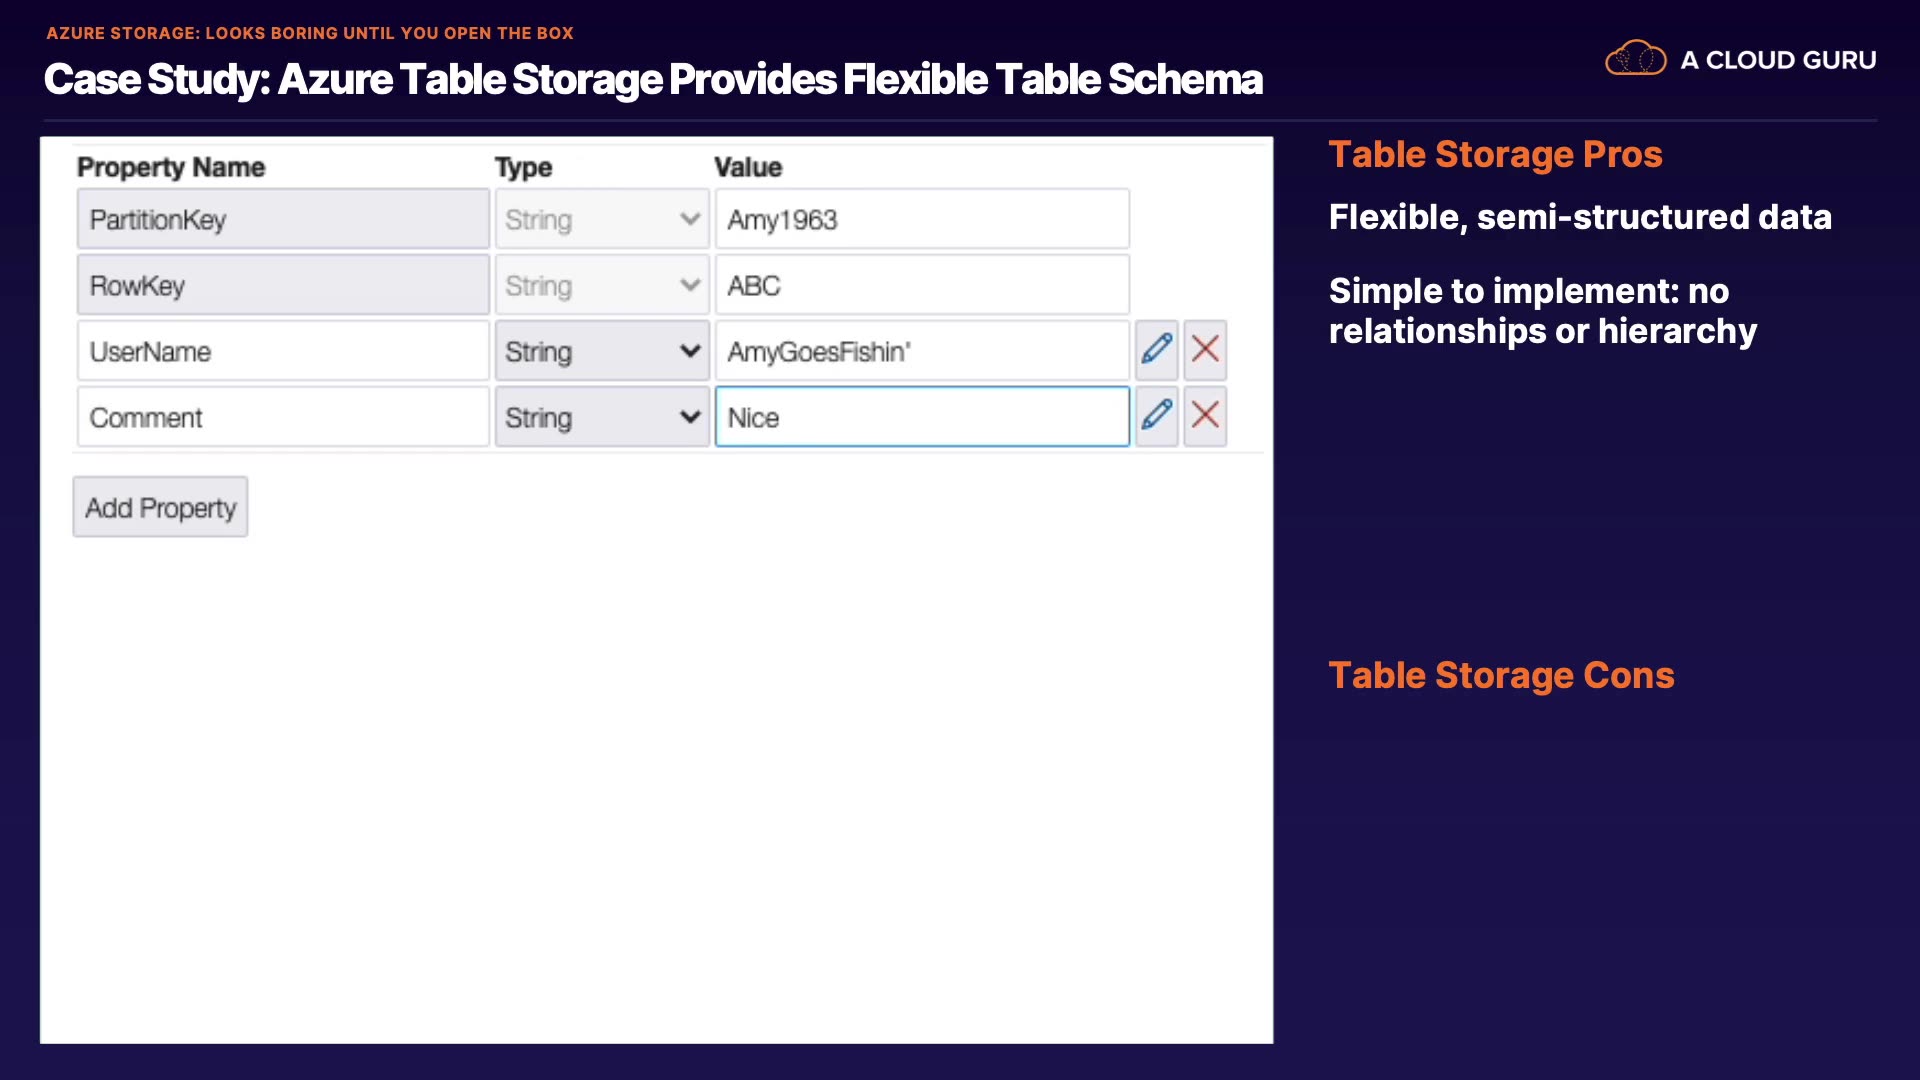 AZURE STORAGE: LOOKS BORING UNTIL YOU OPEN THE BOX
Case Study: Azure Table Storage Provides Flexible Table Schema
A CLOUD GURU
Property Name Type Value
PartitionKey String Amy1963
RowKey String ABC
UserName String AmyGoesFishin'
Comment String Nice
Add Property
Table Storage Pros
Flexible, semi-structured data
Simple to implement: no
relationships or hierarchy
Table Storage Cons